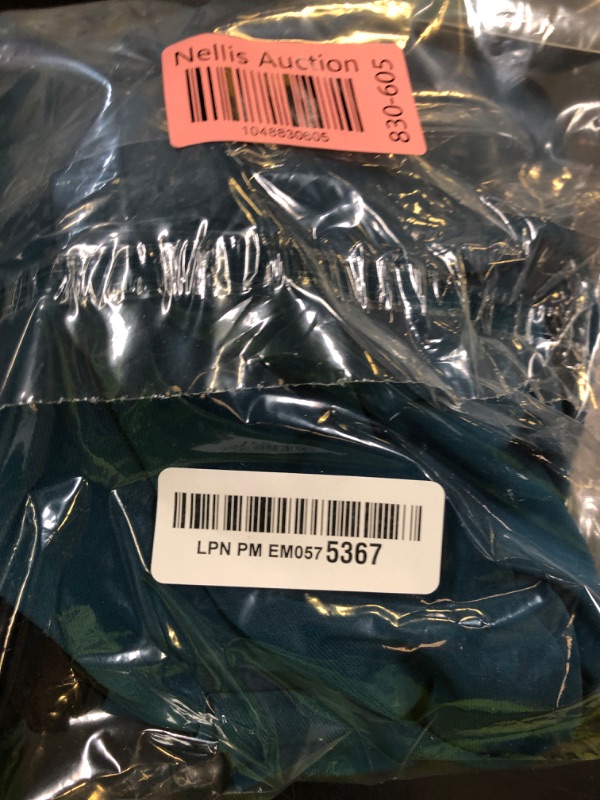 Nellis Auction
1048830605
830-605
LPN PM EM057 5367